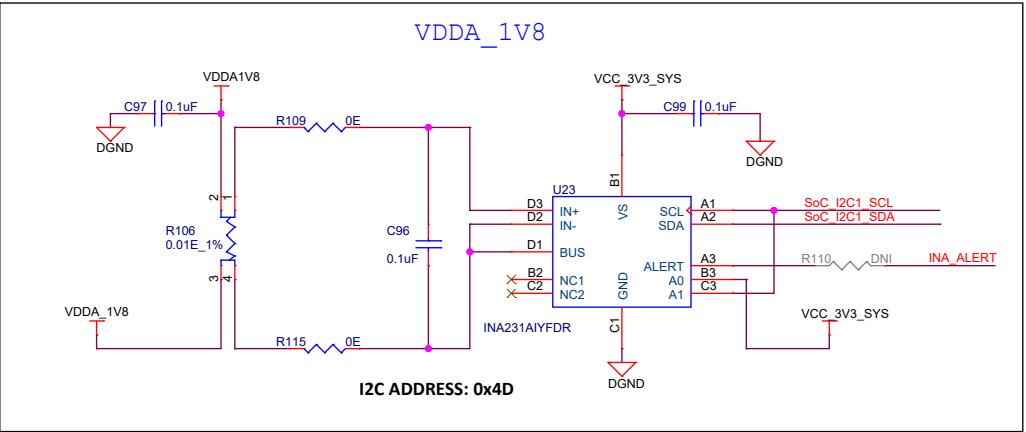 VDDA_1V8
VDDA1V8
VCC_3V3_SYS
C97 0.1uF
C99 0.1uF
R109 0E
DGND
DGND
2 1
B1
U23
D3 IN+ VS SCL A1 SoC_I2C1_SCL
D2 IN- SDA A2 SoC_I2C1_SDA
R106
0.01E_1%
C96
0.1uF
D1 BUS
ALERT A3 R110 DNI INA_ALERT
B2 NC1 A0 B3
C2 NC2 GND A1 C3
3 4
VDDA_1V8
VCC_3V3_SYS
C1
INA231AIYFDR
R115 0E
DGND
I2C ADDRESS: 0x4D